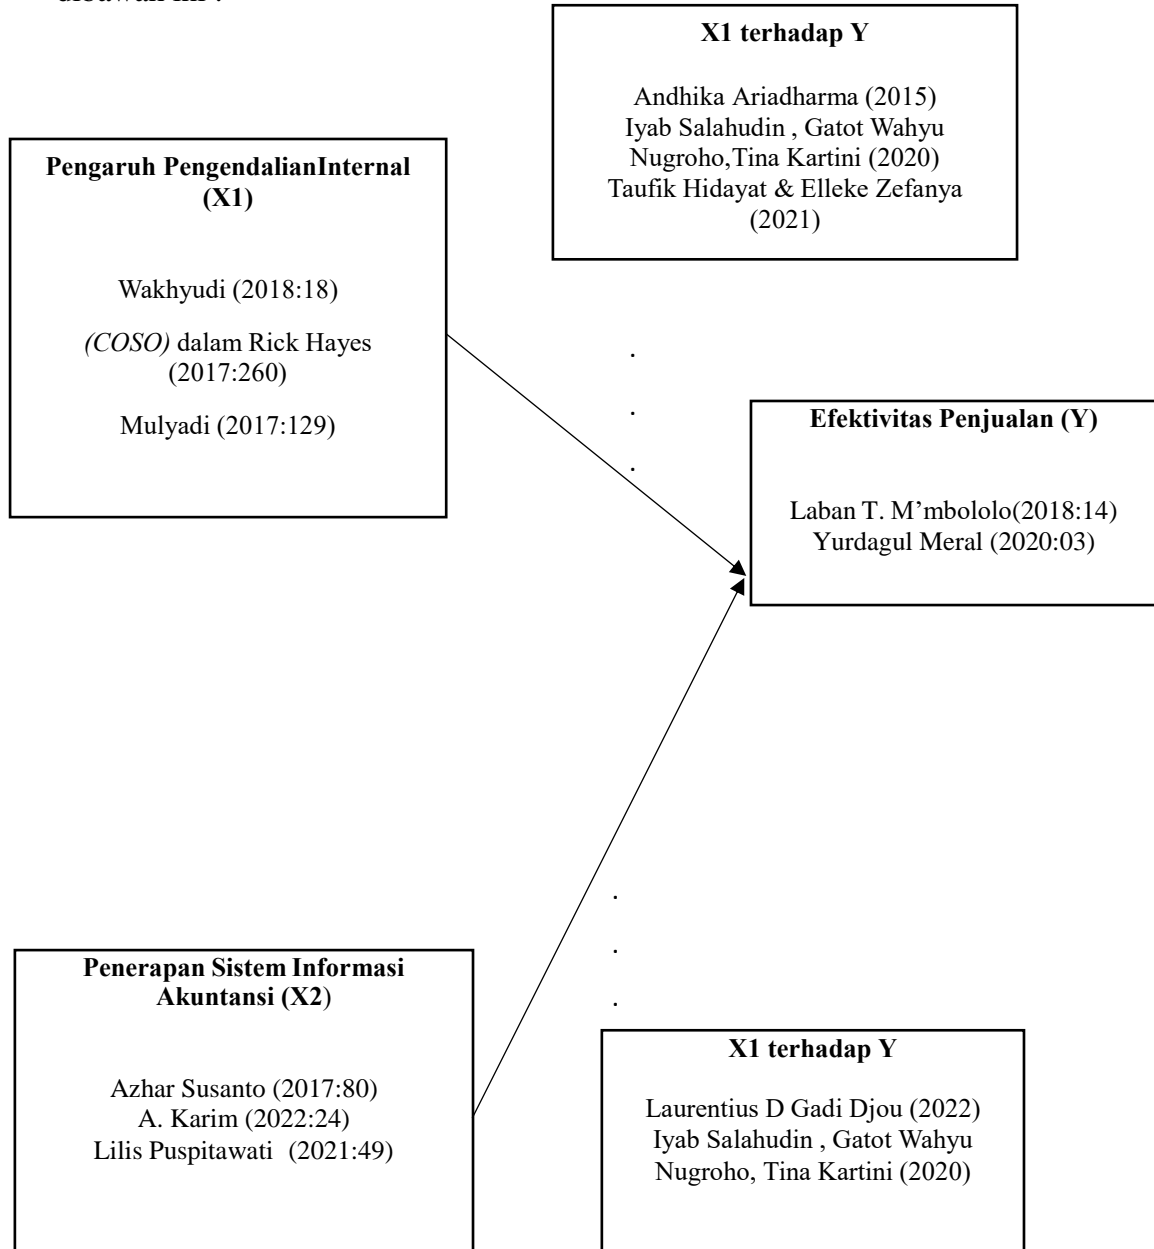 X1 terhadap Y
Andhika Ariadharma (2015)
Iyab Salahudin , Gatot Wahyu
Nugroho,Tina Kartini (2020)
Taufik Hidayat & Elleke Zefanya
(2021)
Pengaruh PengendalianInternal
(X1)
Wakhyudi (2018:18)
(COSO) dalam Rick Hayes
(2017:260)
Mulyadi (2017:129)
.
.
.
Efektivitas Penjualan (Y)
Laban T. M’mbololo(2018:14)
Yurdagul Meral (2020:03)
.
.
.
Penerapan Sistem Informasi
Akuntansi (X2)
Azhar Susanto (2017:80)
A. Karim (2022:24)
Lilis Puspitawati (2021:49)
X1 terhadap Y
Laurentius D Gadi Djou (2022)
Iyab Salahudin , Gatot Wahyu
Nugroho, Tina Kartini (2020)